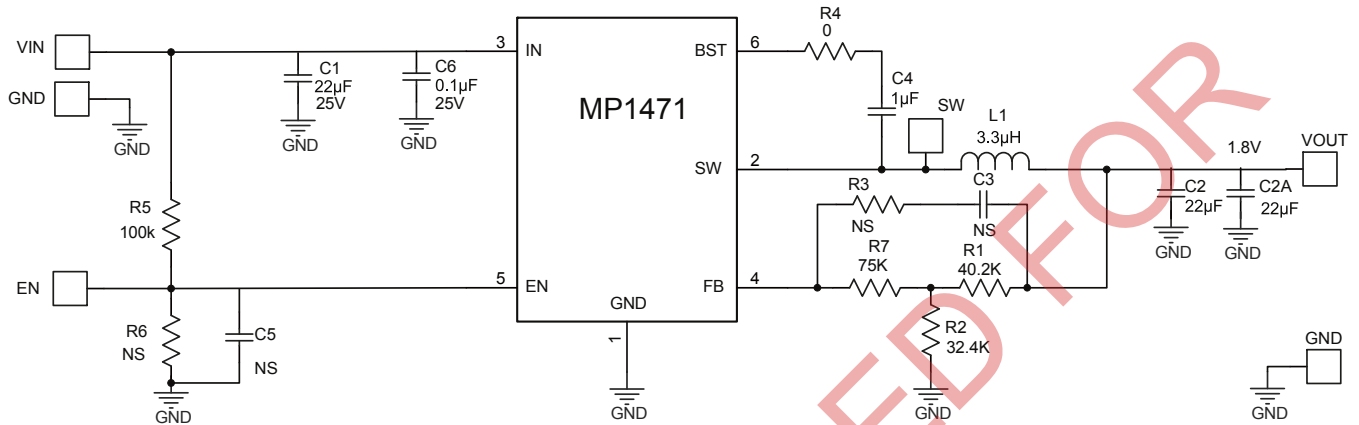 VIN
GND
GND
R5
100k
EN
R6
NS
C5
NS
GND
C1
22µF
25V
GND
C6
0.1µF
25V
GND
3
IN
5
EN
MP1471
GND
1
GND
BST
6
SW
2
FB
4
R4
0
C4
1µF
SW
L1
3.3µH
R3
NS
C3
NS
R7
75K
R1
40.2K
R2
32.4K
GND
1.8V
VOUT
C2
22µF
GND
C2A
22µF
GND
GND
GND
ED FOR